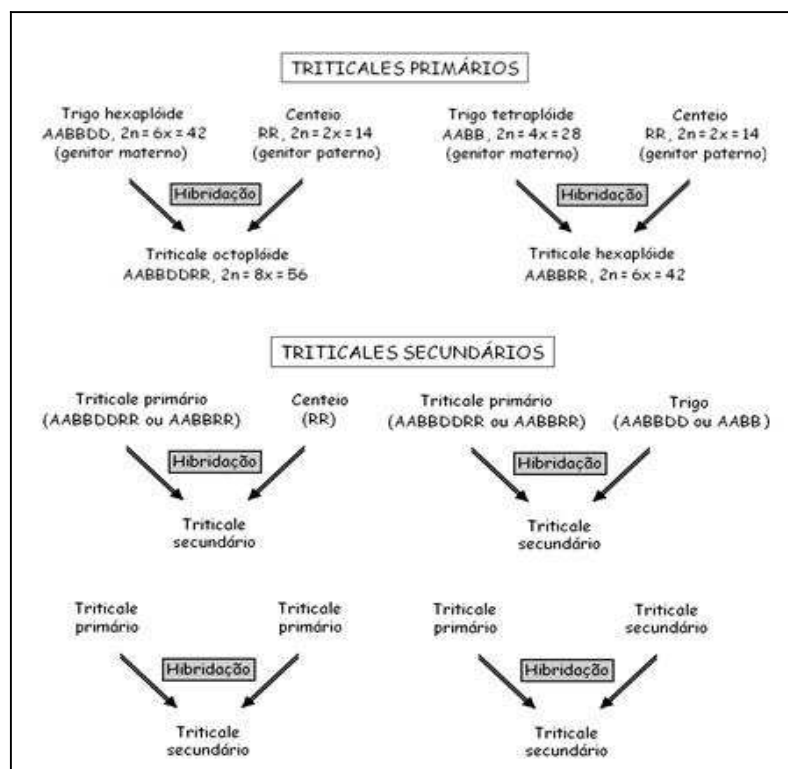 TRITICALES PRIMÁRIOS
Trigo hexaplóide
AABBDD, 2n = 6x = 42
(genitor materno)
Centeio
RR, 2n = 2x = 14
(genitor paterno)
Hibridação
Triticale octoplóide
AABBDDRR, 2n = 8x = 56
Trigo tetraplóide
AABB, 2n = 4x = 28
(genitor materno)
Centeio
RR, 2n = 2x = 14
(genitor paterno)
Hibridação
Triticale hexaplóide
AABBRR, 2n = 6x = 42
TRITICALES SECUNDÁRIOS
Triticale primário
(AABBDDRR ou AABBRR)
Centeio
(RR)
Hibridação
Triticale
secundário
Triticale primário
(AABBDDRR ou AABBRR)
Trigo
(AABBDD ou AABB)
Hibridação
Triticale
secundário
Triticale
primário
Triticale
primário
Hibridação
Triticale
secundário
Triticale
primário
Triticale
secundário
Hibridação
Triticale
secundário